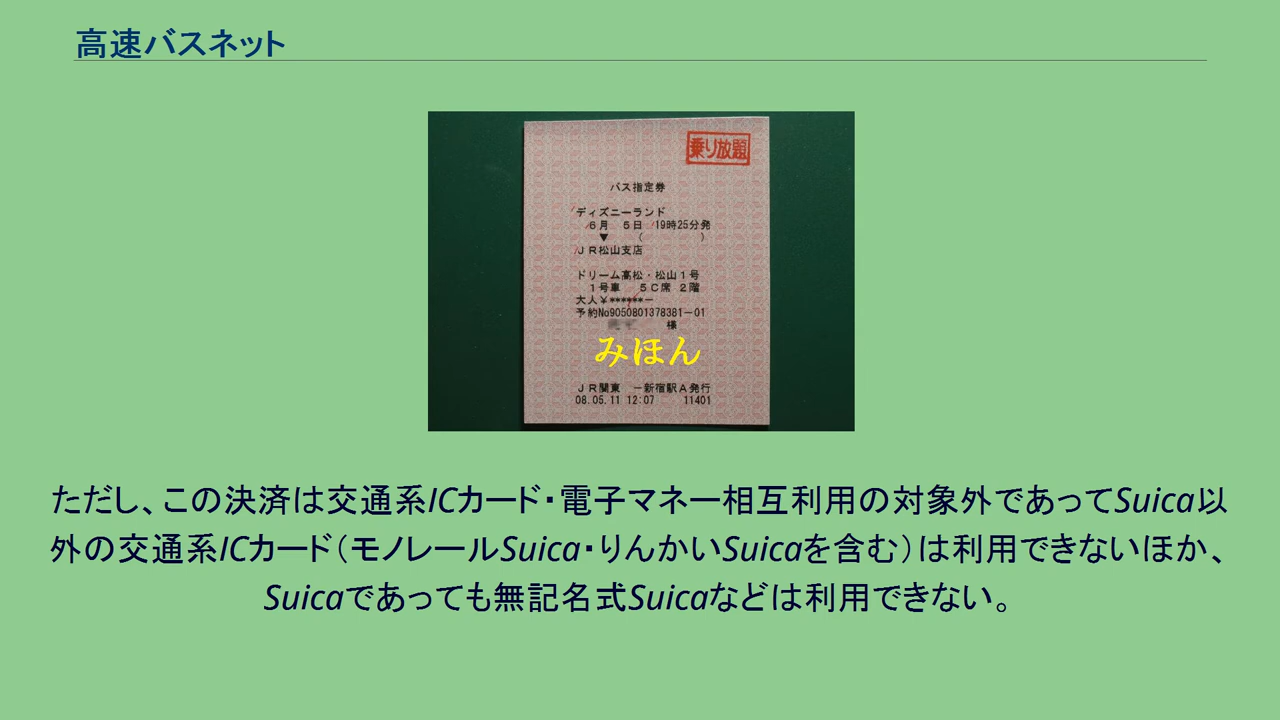 高速バスネット
乗り放題
バス指定券
ディズニーランド
6月 5日 19時25分発
▼ ( )
JR松山支店
ドリーム高松・松山1号
1号車 5C席 2階
大人¥******-
予約No9050801378381-01
様
みほん
JR関東 -新宿駅A発行
08.05.11 12:07 11401
ただし、この決済は交通系ICカード・電子マネー相互利用の対象外であってSuica以
外の交通系ICカード(モノレールSuica・りんかいSuicaを含む)は利用できないほか、
Suicaであっても無記名式Suicaなどは利用できない。